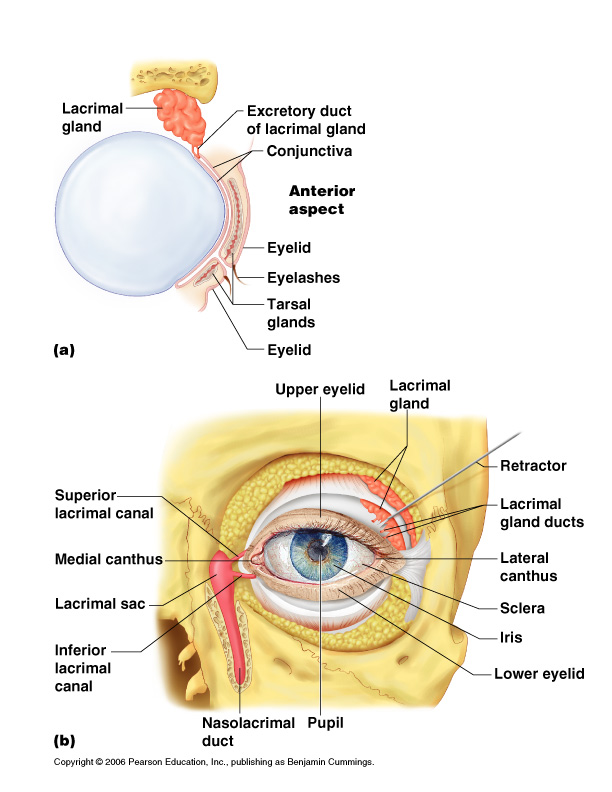 Lacrimal
gland
Excretory duct
of lacrimal gland
Conjunctiva
Anterior
aspect
Eyelid
Eyelashes
Tarsal
glands
Eyelid
(a)
Upper eyelid
Lacrimal
gland
Retractor
Superior
lacrimal canal
Lacrimal
gland ducts
Medial canthus
Lateral
canthus
Lacrimal sac
Sclera
Iris
Inferior
lacrimal
canal
Lower eyelid
Nasolacrimal
duct
Pupil
(b)
Copyright © 2006 Pearson Education, Inc., publishing as Benjamin Cummings.